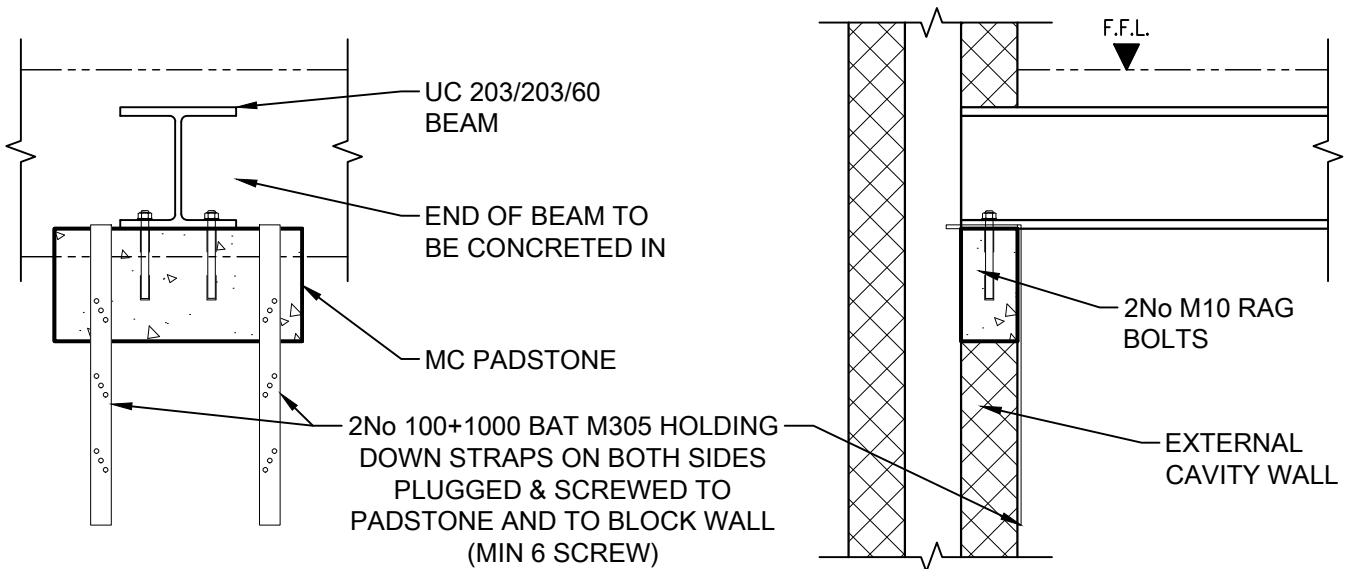 UC 203/203/60
BEAM
END OF BEAM TO
BE CONCRETED IN
MC PADSTONE
2No 100+1000 BAT M305 HOLDING
DOWN STRAPS ON BOTH SIDES
PLUGGED & SCREWED TO
PADSTONE AND TO BLOCK WALL
(MIN 6 SCREW)
F.F.L.
2No M10 RAG
BOLTS
EXTERNAL
CAVITY WALL